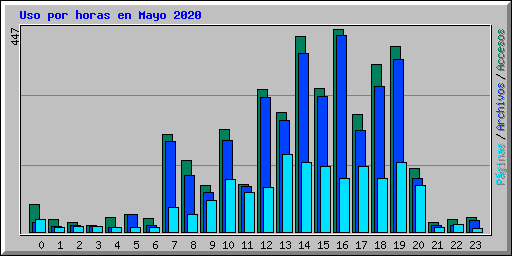 Uso por horas en Mayo 2020
447
Páginas / Archivos / Accesos
0 1 2 3 4 5 6 7 8 9 10 11 12 13 14 15 16 17 18 19 20 21 22 23